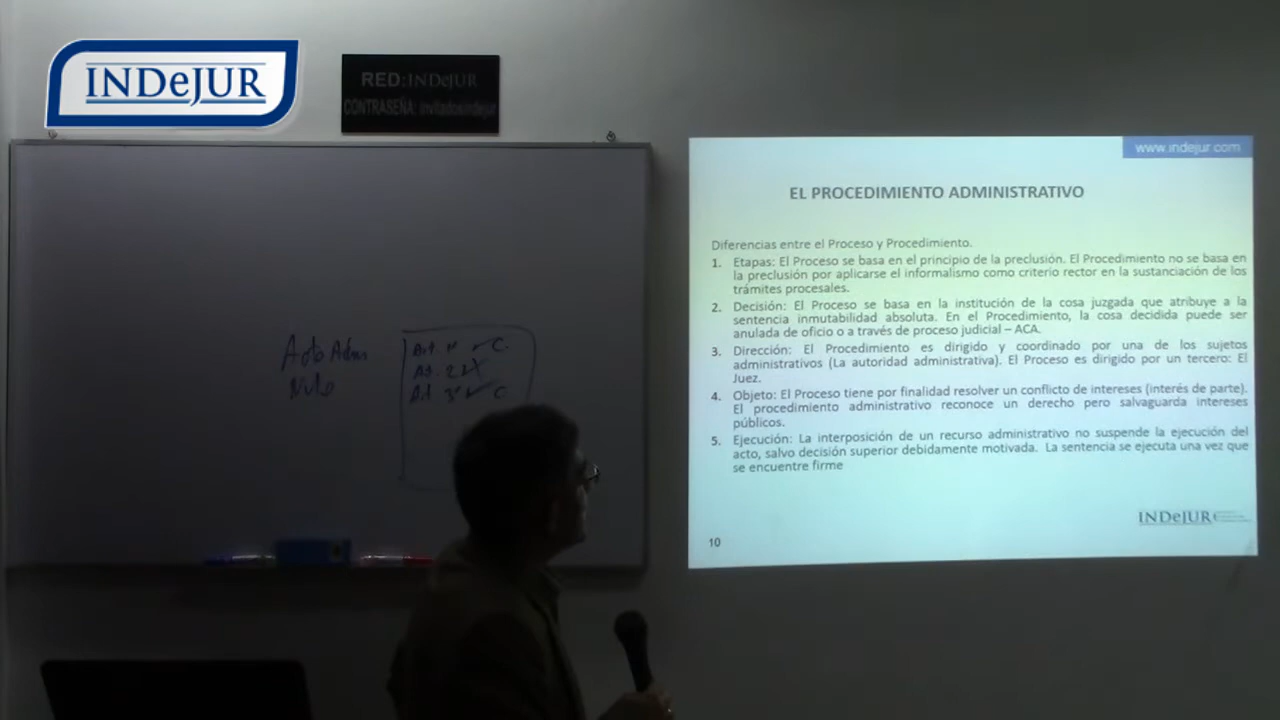 INDeJUR
RED:INDeJUR
CONTRASEÑA: invitadosindejur
Acto Adm
Nulo
Art. 1º ✓ C.
Art. 2 X
Art. 3º ✓ C
www.indejur.com
EL PROCEDIMIENTO ADMINISTRATIVO
Diferencias entre el Proceso y Procedimiento.
1. Etapas: El Proceso se basa en el principio de la preclusión. El Procedimiento no se basa en
la preclusión por aplicarse el informalismo como criterio rector en la sustanciación de los
trámites procesales.
2. Decisión: El Proceso se basa en la institución de la cosa juzgada que atribuye a la
sentencia inmutabilidad absoluta. En el Procedimiento, la cosa decidida puede ser
anulada de oficio o a través de proceso judicial – ACA.
3. Dirección: El Procedimiento es dirigido y coordinado por una de los sujetos
administrativos (La autoridad administrativa). El Proceso es dirigido por un tercero: El
Juez.
4. Objeto: El Proceso tiene por finalidad resolver un conflicto de intereses (interés de parte).
El procedimiento administrativo reconoce un derecho pero salvaguarda intereses
públicos.
5. Ejecución: La interposición de un recurso administrativo no suspende la ejecución del
acto, salvo decisión superior debidamente motivada. La sentencia se ejecuta una vez que
se encuentre firme
INDeJUR
10